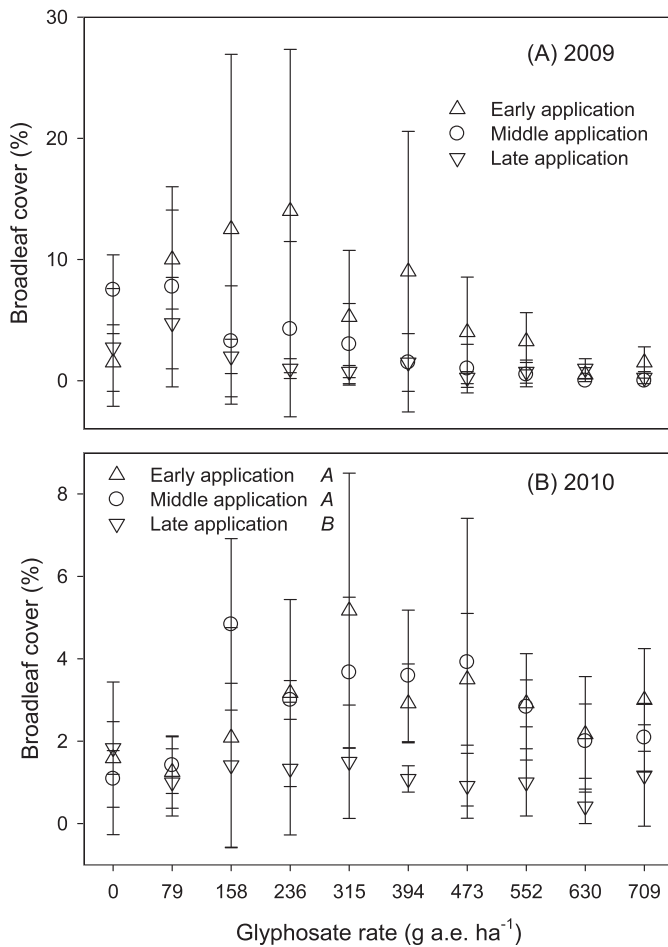 30
20
10
0
Broadleaf cover (%)
(A) 2009
Early application
Middle application
Late application
8
6
4
2
0
Broadleaf cover (%)
(B) 2010
Early application A
Middle application A
Late application B
0 79 158 236 315 394 473 552 630 709
Glyphosate rate (g a.e. ha⁻¹)